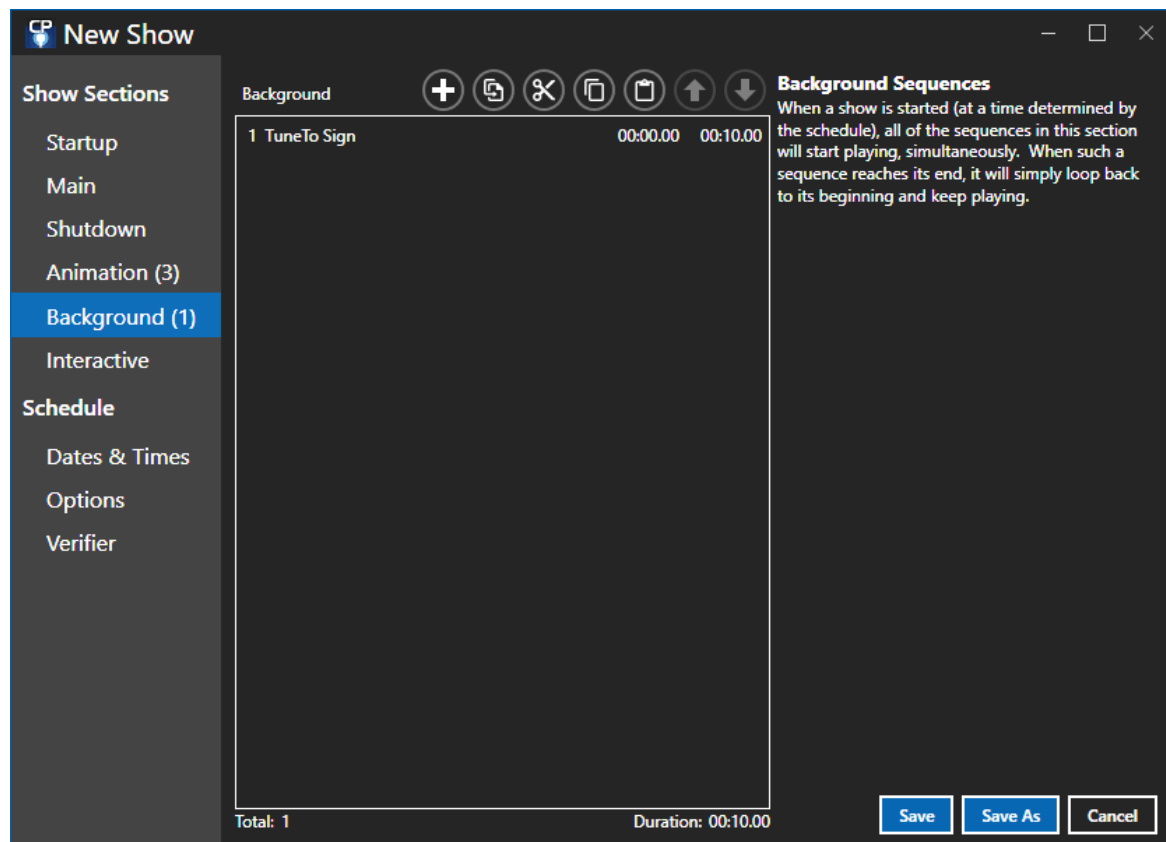 CP New Show
Show Sections
Startup
Main
Shutdown
Animation (3)
Background (1)
Interactive
Schedule
Dates & Times
Options
Verifier
Background
1 TuneTo Sign 00:00.00 00:10.00
Total: 1 Duration: 00:10.00
Background Sequences
When a show is started (at a time determined by
the schedule), all of the sequences in this section
will start playing, simultaneously. When such a
sequence reaches its end, it will simply loop back
to its beginning and keep playing.
Save Save As Cancel